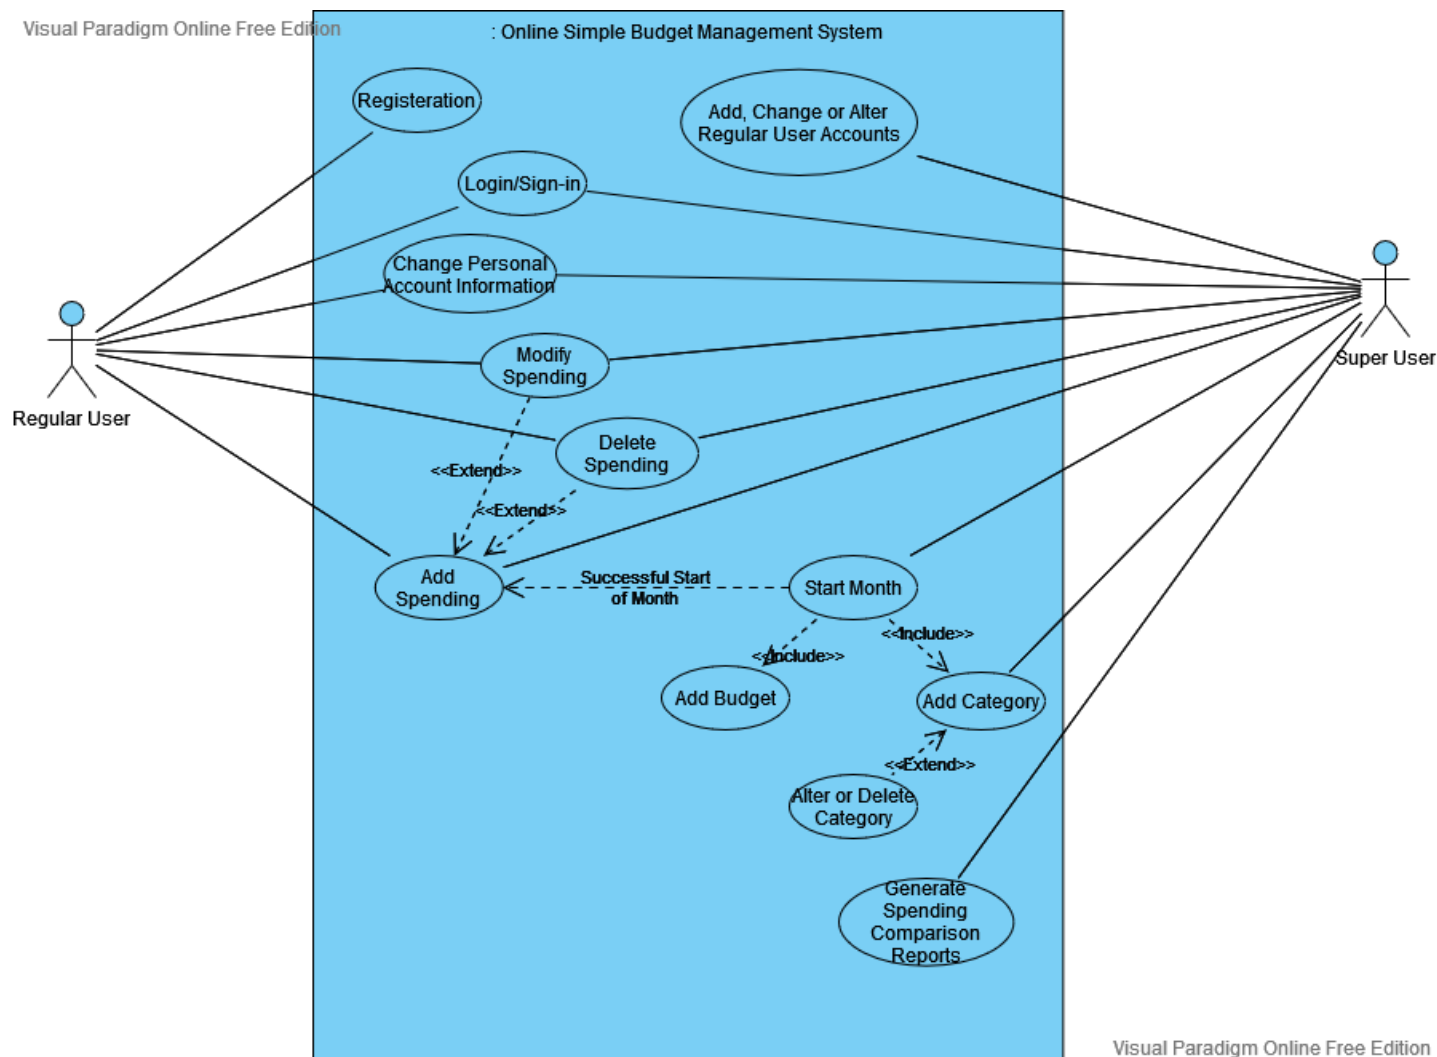 Visual Paradigm Online Free Edition
: Online Simple Budget Management System
Registeration
Add, Change or Alter
Regular User Accounts
Login/Sign-in
Change Personal
Account Information
Regular User
Super User
Modify
Spending
Delete
Spending
<<Extend>>
<<Extend>>
Add
Spending
Successful Start
of Month
Start Month
<<Include>>
<<Include>>
Add Budget
Add Category
<<Extend>>
Alter or Delete
Category
Generate
Spending
Comparison
Reports
Visual Paradigm Online Free Edition